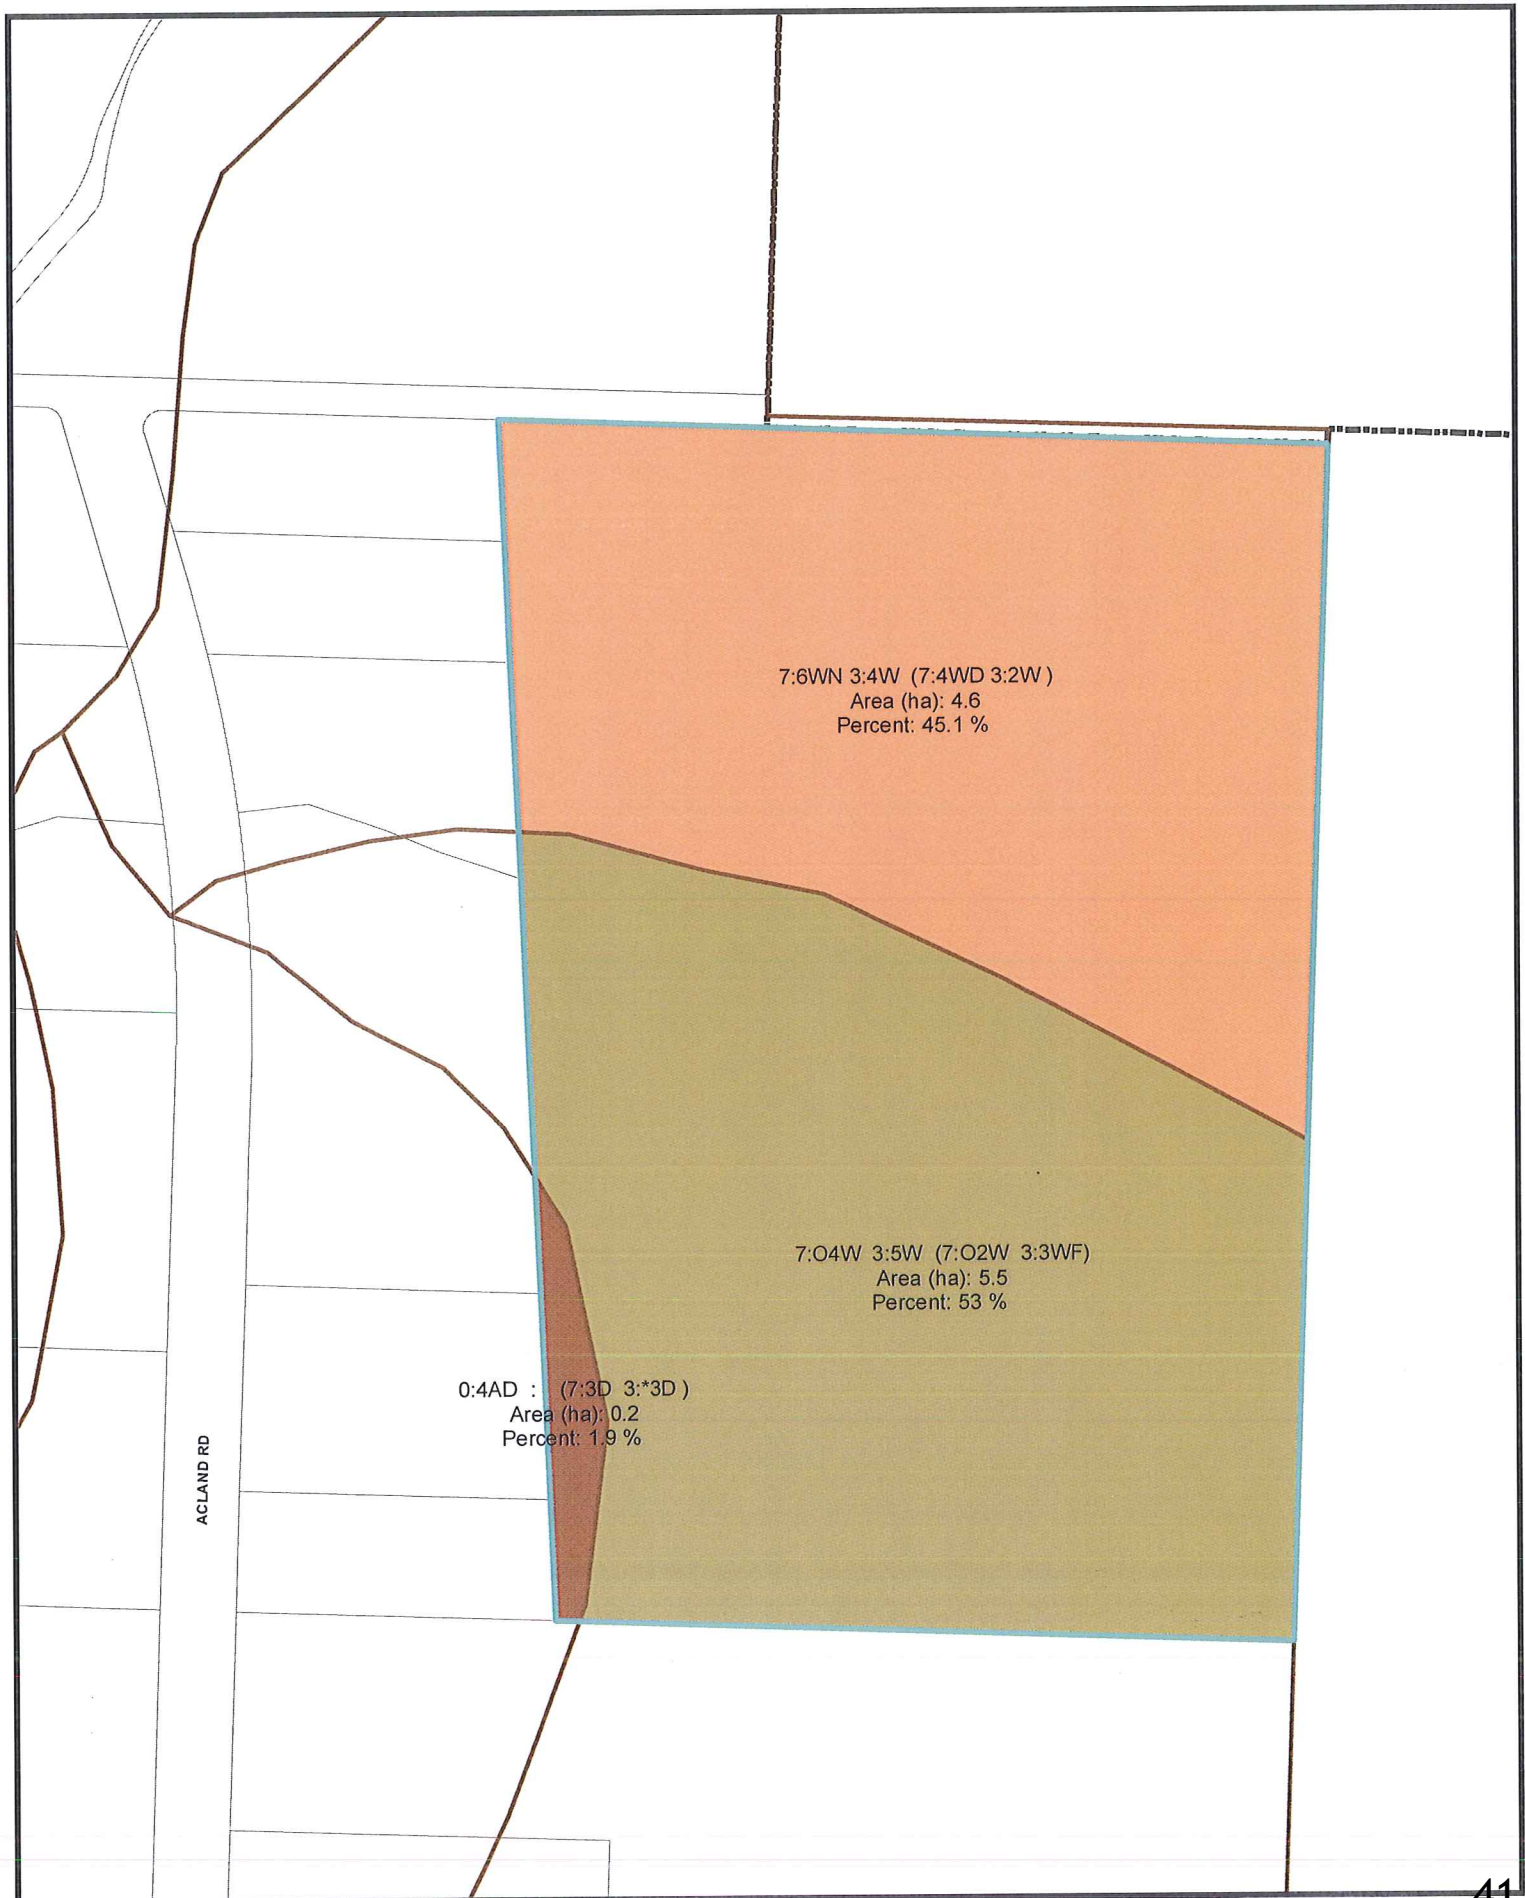 7:6WN 3:4W (7:4WD 3:2W )
Area (ha): 4.6
Percent: 45.1 %
7:O4W 3:5W (7:O2W 3:3WF)
Area (ha): 5.5
Percent: 53 %
0:4AD : (7:3D 3:*3D )
Area (ha): 0.2
Percent: 1.9 %
ACLAND RD
41